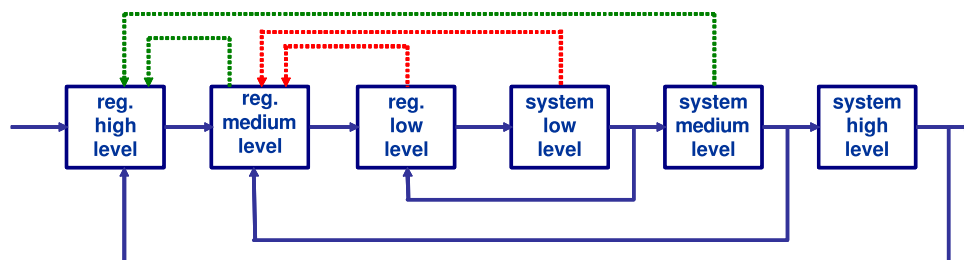 reg.
high
level
reg.
medium
level
reg.
low
level
system
low
level
system
medium
level
system
high
level